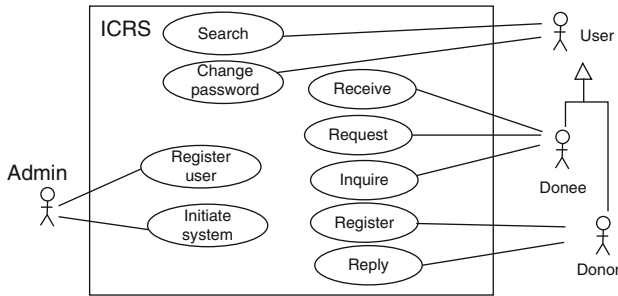 ICRS
Search
User
Change
password
Receive
Request
Admin
Register
user
Inquire
Donee
Initiate
system
Register
Reply
Donor